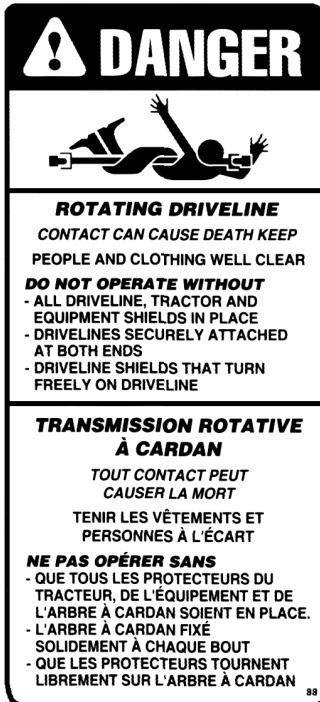 DANGER
ROTATING DRIVELINE
CONTACT CAN CAUSE DEATH KEEP
PEOPLE AND CLOTHING WELL CLEAR
DO NOT OPERATE WITHOUT
- ALL DRIVELINE, TRACTOR AND
EQUIPMENT SHIELDS IN PLACE
- DRIVELINES SECURELY ATTACHED
AT BOTH ENDS
- DRIVELINE SHIELDS THAT TURN
FREELY ON DRIVELINE
TRANSMISSION ROTATIVE
À CARDAN
TOUT CONTACT PEUT
CAUSER LA MORT
TENIR LES VÊTEMENTS ET
PERSONNES À L'ÉCART
NE PAS OPÉRER SANS
- QUE TOUS LES PROTECTEURS DU
TRACTEUR, DE L'ÉQUIPEMENT ET DE
L'ARBRE À CARDAN SOIENT EN PLACE.
- L'ARBRE À CARDAN FIXÉ
SOLIDEMENT À CHAQUE BOUT
- QUE LES PROTECTEURS TOURNENT
LIBREMENT SUR L'ARBRE À CARDAN
88